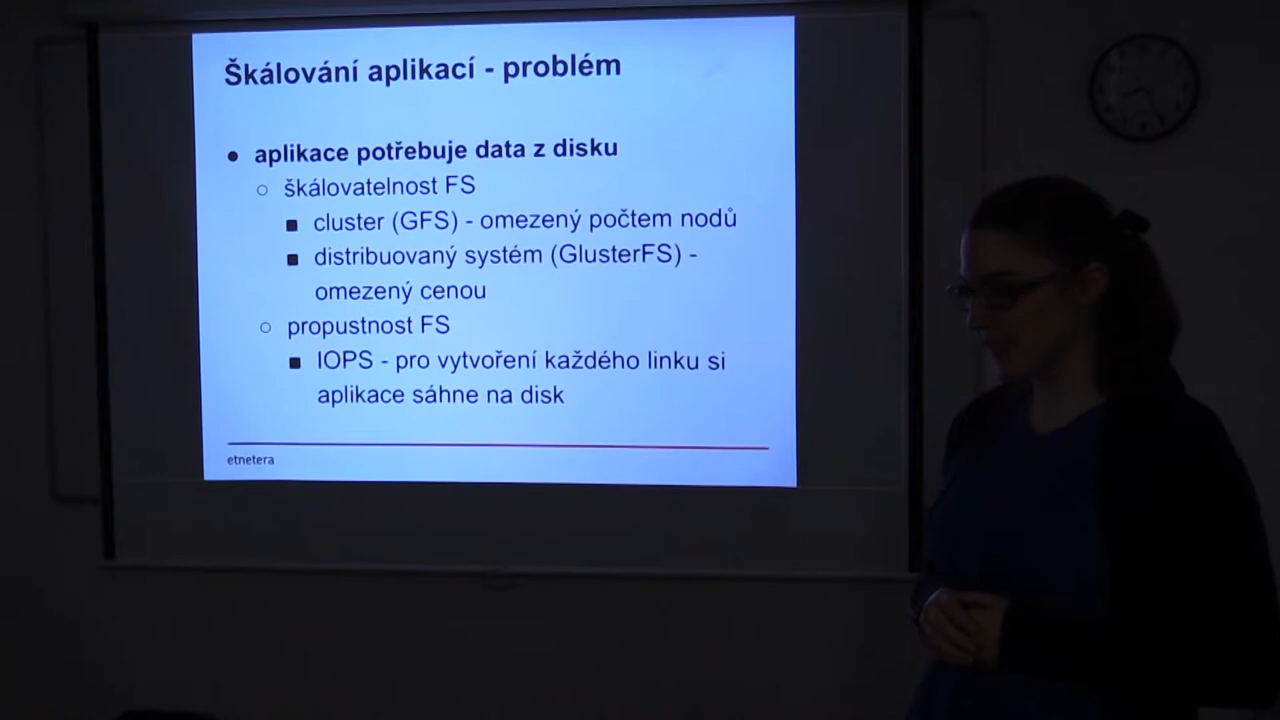 Škálování aplikací - problém
● aplikace potřebuje data z disku
○ škálovatelnost FS
■ cluster (GFS) - omezený počtem nodů
■ distribuovaný systém (GlusterFS) -
omezený cenou
○ propustnost FS
■ IOPS - pro vytvoření každého linku si
aplikace sáhne na disk
etnetera